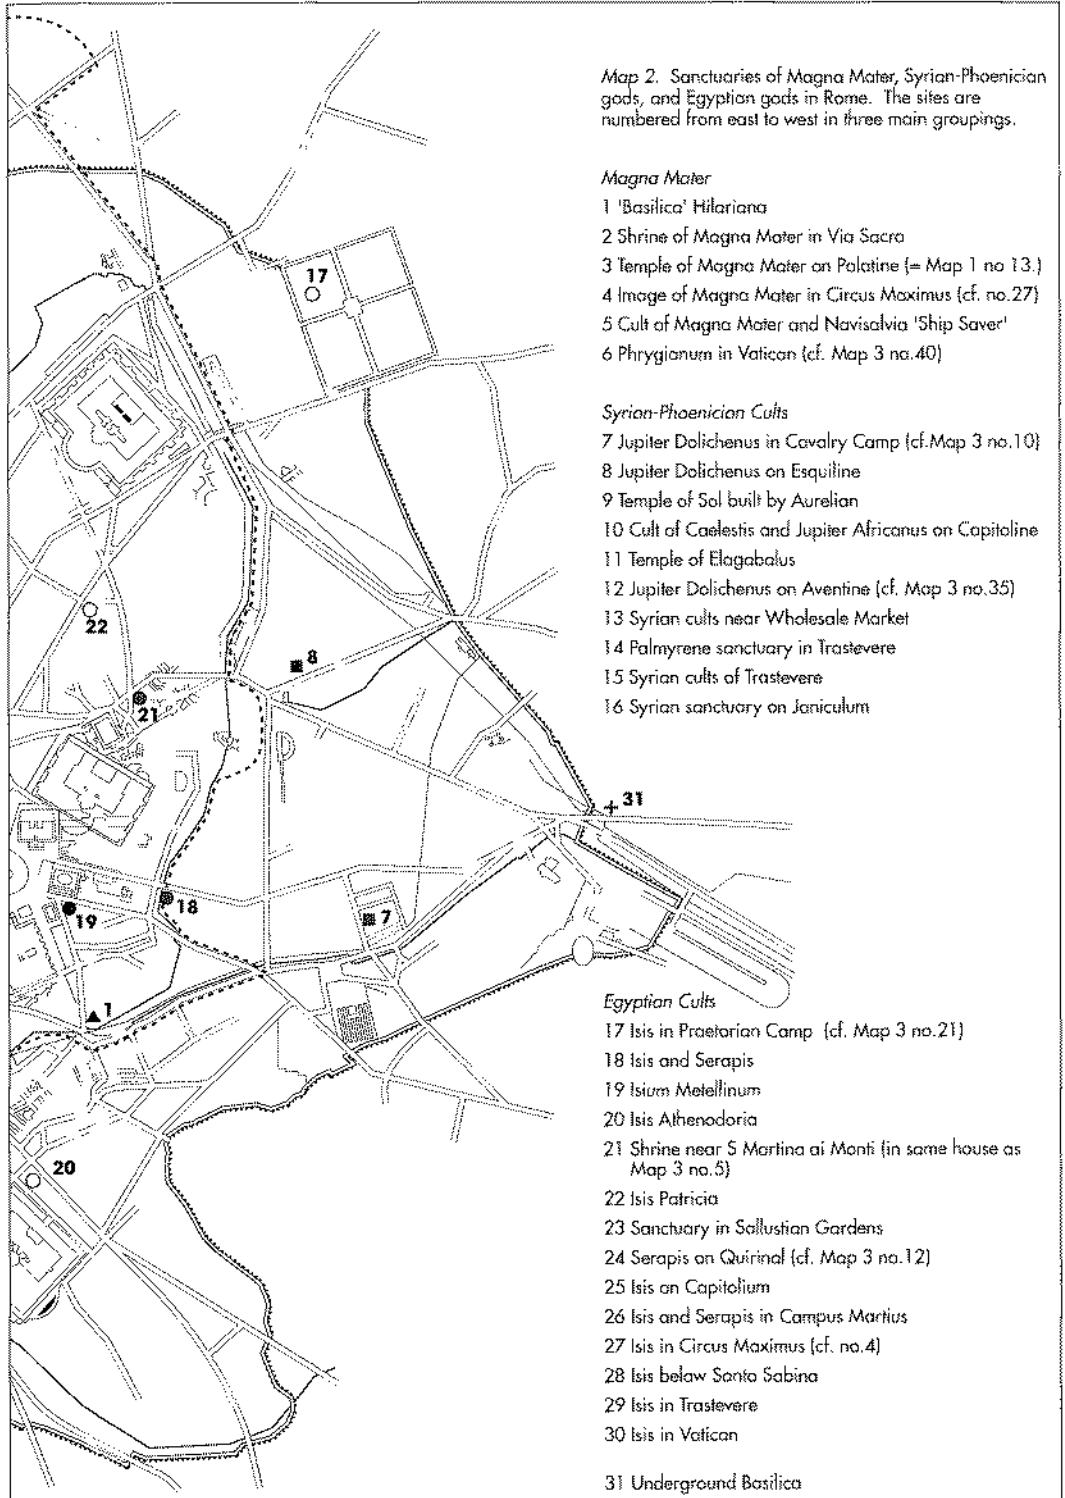 Map 2. Sanctuaries of Magna Mater, Syrian-Phoenician
gods, and Egyptian gods in Rome. The sites are
numbered from east to west in three main groupings.
Magna Mater
1 'Basilica' Hilariana
2 Shrine of Magna Mater in Via Sacra
3 Temple of Magna Mater on Palatine (= Map 1 no 13.)
4 Image of Magna Mater in Circus Maximus (cf. no.27)
5 Cult of Magna Mater and Navisalvia 'Ship Saver'
6 Phrygianum in Vatican (cf. Map 3 no.40)
Syrian-Phoenician Cults
7 Jupiter Dolichenus in Cavalry Camp (cf.Map 3 no.10)
8 Jupiter Dolichenus on Esquiline
9 Temple of Sol built by Aurelian
10 Cult of Caelestis and Jupiter Africanus on Capitoline
11 Temple of Elagabalus
12 Jupiter Dolichenus on Aventine (cf. Map 3 no.35)
13 Syrian cults near Wholesale Market
14 Palmyrene sanctuary in Trastevere
15 Syrian cults of Trastevere
16 Syrian sanctuary on Janiculum
Egyptian Cults
17 Isis in Praetorian Camp (cf. Map 3 no.21)
18 Isis and Serapis
19 Isium Metellinum
20 Isis Athenodoria
21 Shrine near S Martina ai Monti (in same house as
Map 3 no.5)
22 Isis Patricia
23 Sanctuary in Sallustian Gardens
24 Serapis on Quirinal (cf. Map 3 no.12)
25 Isis on Capitolium
26 Isis and Serapis in Campus Martius
27 Isis in Circus Maximus (cf. no.4)
28 Isis below Santa Sabina
29 Isis in Trastevere
30 Isis in Vatican
31 Underground Basilica
17
22
8
21
31
18
19
7
1
20